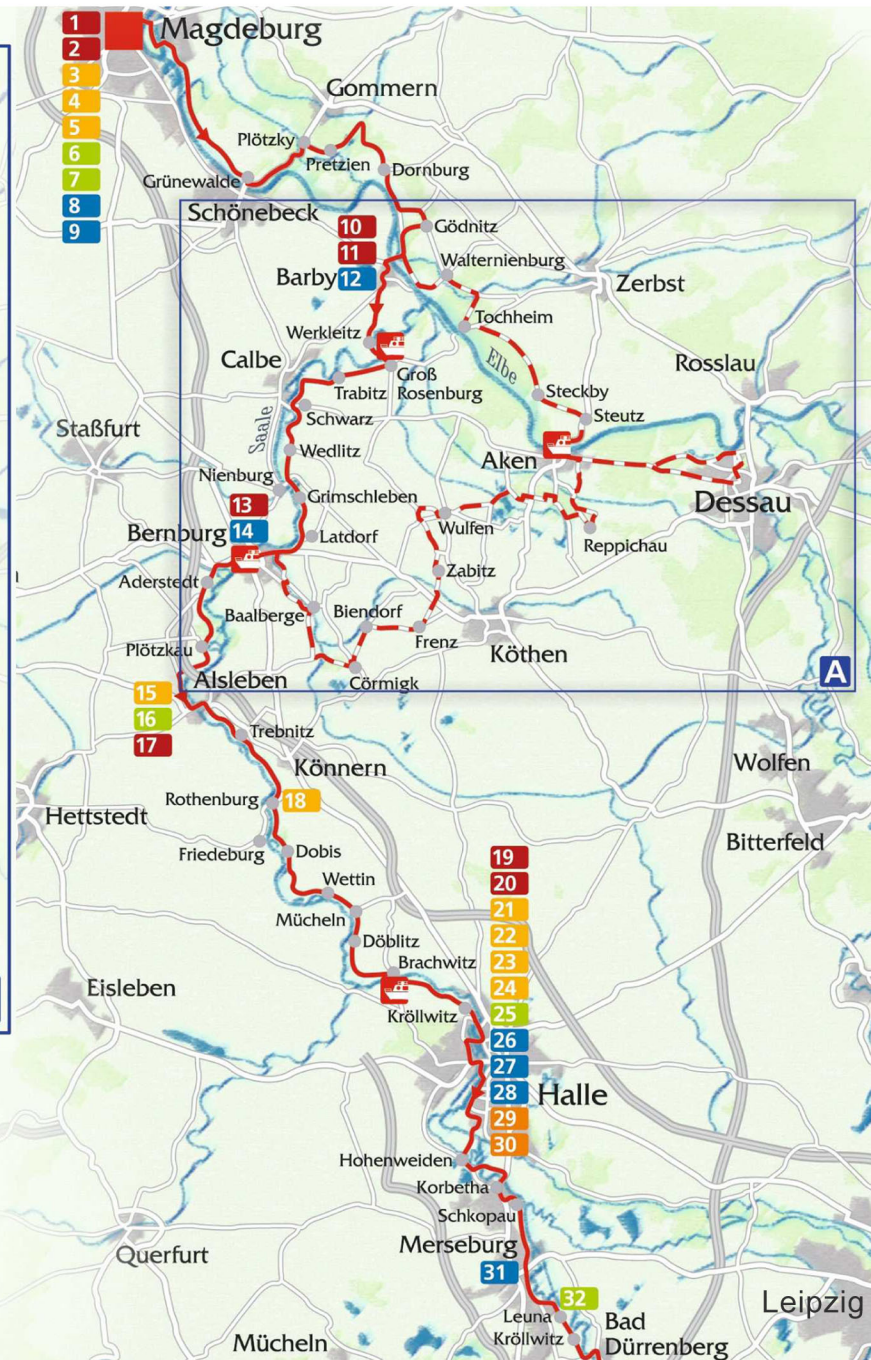 1
Magdeburg
2
3
4
5
6
7
8
9
Gommern
Plötzky
Pretzien
Dornburg
Grünewalde
Schönebeck
10
11
Barby
12
Gödnitz
Walternienburg
Zerbst
Tochheim
Werkleitz
Calbe
Groß
Rosenburg
Trabitz
Elbe
Rosslau
Steckby
Steutz
Schwarz
Saale
Staßfurt
Wedlitz
Aken
Nienburg
Grimschleben
Dessau
13
Bernburg
14
Latdorf
Wulfen
Reppichau
Aderstedt
Zabitz
Baalberge
Biendorf
Frenz
Köthen
Plötzkau
Cörmigk
A
Alsleben
15
16
17
Trebnitz
Könnern
Wolfen
Rothenburg
18
Hettstedt
Bitterfeld
Friedeburg
Dobis
Wettin
Mücheln
Döblitz
Brachwitz
19
20
21
22
23
24
25
26
27
28
29
30
Eisleben
Kröllwitz
Halle
Hohenweiden
Korbetha
Schkopau
Merseburg
Querfurt
31
32
Leipzig
Leuna
Kröllwitz
Bad
Dürrenberg
Mücheln